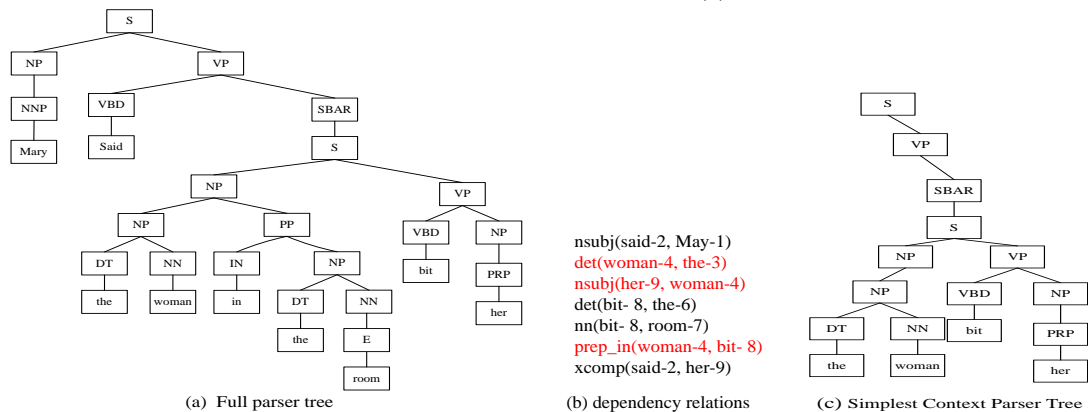 S
NP VP
NNP VBD SBAR
Mary Said S
NP VP
NP PP VBD NP
DT NN IN NP bit PRP
the woman in DT NN her
the E
room
(a) Full parser tree
nsubj(said-2, May-1)
det(woman-4, the-3)
nsubj(her-9, woman-4)
det(bit- 8, the-6)
nn(bit- 8, room-7)
prep_in(woman-4, bit- 8)
xcomp(said-2, her-9)
(b) dependency relations
S
VP
SBAR
S
NP VP
NP VBD NP
DT NN bit PRP
the woman her
(c) Simplest Context Parser Tree